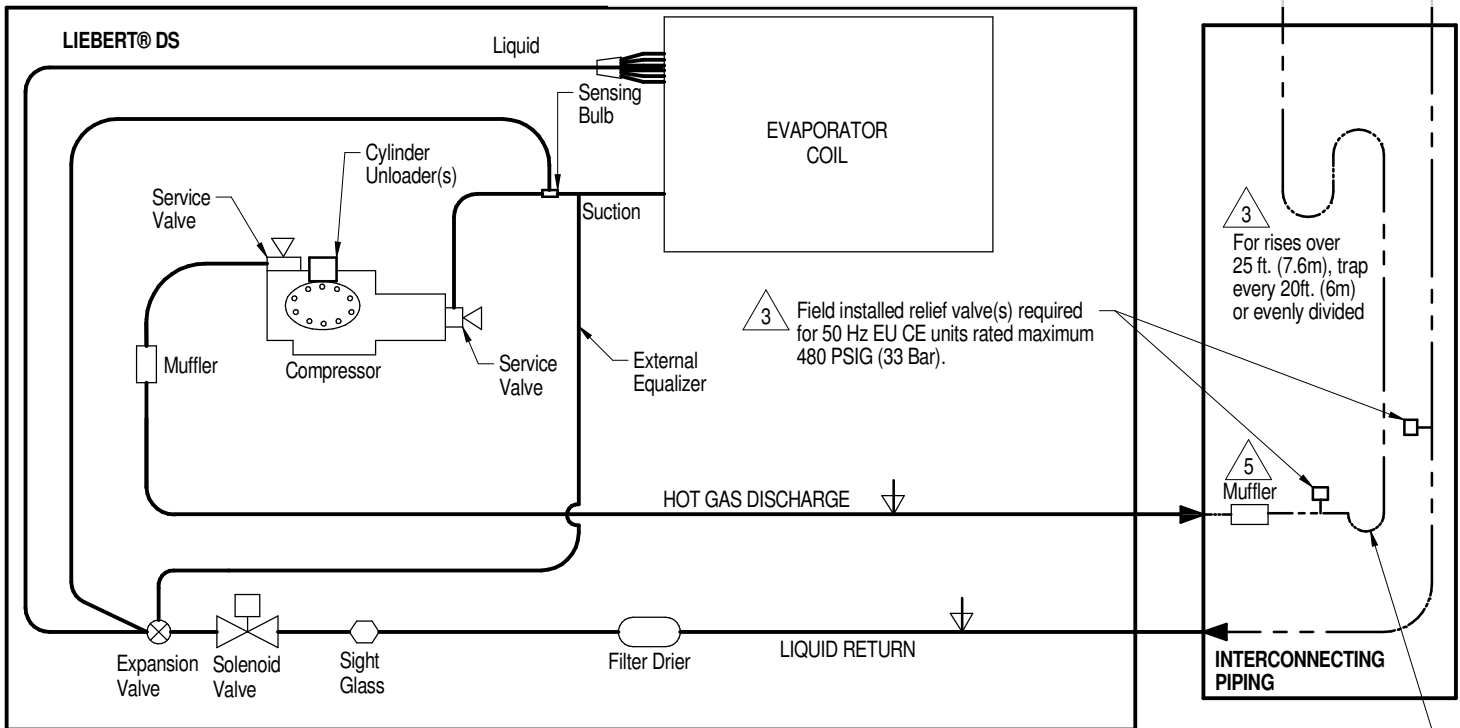 LIEBERT® DS
Liquid
Sensing
Bulb
EVAPORATOR
COIL
Cylinder
Unloader(s)
Service
Valve
Suction
3
For rises over
25 ft. (7.6m), trap
every 20ft. (6m)
or evenly divided
3
Field installed relief valve(s) required
for 50 Hz EU CE units rated maximum
480 PSIG (33 Bar).
Muffler
Compressor
Service
Valve
External
Equalizer
5
Muffler
HOT GAS DISCHARGE
Expansion
Valve
Solenoid
Valve
Sight
Glass
Filter Drier
LIQUID RETURN
INTERCONNECTING
PIPING